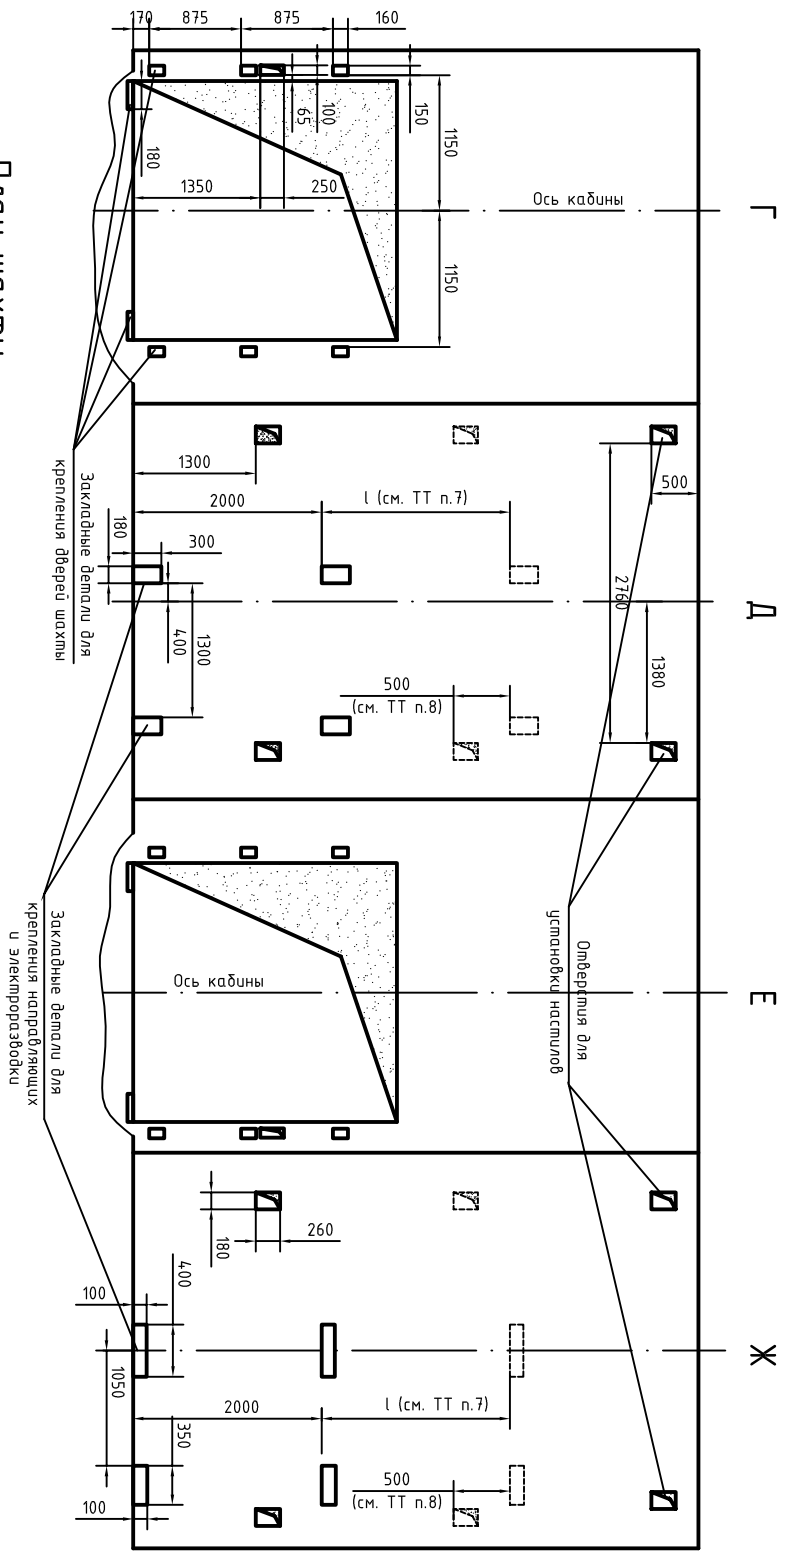 170
875
875
160
150
100
65
180
1150
1350
250
Ось кабины
1150
Г
Закладные детали для
крепления дверей шахты
1300
500
2000
l (см. ТТ п.7)
180
300
2760
400
1300
1380
500
(см. ТТ п.8)
Д
Отверстия для
установки настилов
Ось кабины
Е
Закладные детали для
крепления направляющих
и электроразводки
260
180
400
100
1050
2000
l (см. ТТ п.7)
350
500
(см. ТТ п.8)
100
Ж